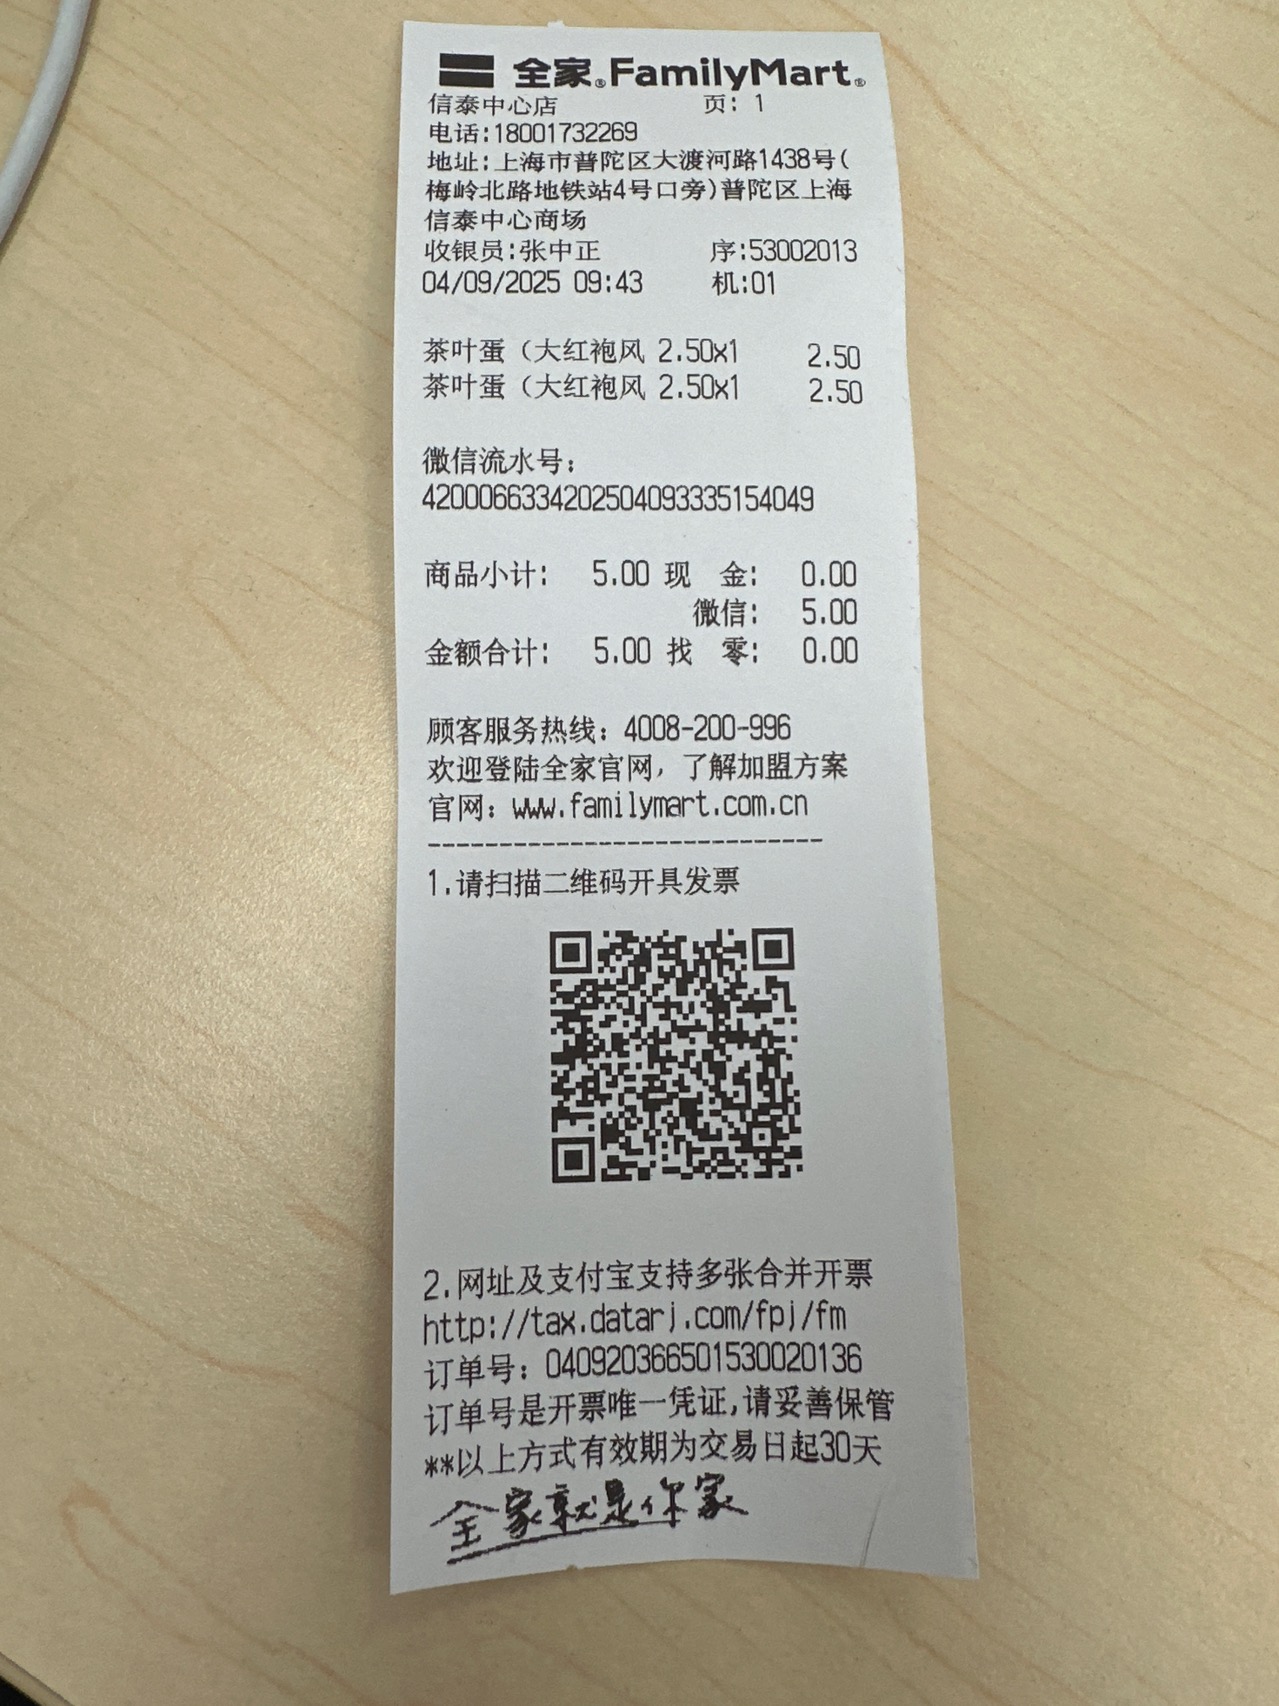 全家®FamilyMart®
信泰中心店 页: 1
电话:18001732269
地址:上海市普陀区大渡河路1438号(
梅岭北路地铁站4号口旁)普陀区上海
信泰中心商场
收银员:张中正 序:53002013
04/09/2025 09:43 机:01
茶叶蛋（大红袍风 2.50x1 2.50
茶叶蛋（大红袍风 2.50x1 2.50
微信流水号：
4200066334202504093335154049
商品小计: 5.00 现 金: 0.00
微信: 5.00
金额合计: 5.00 找 零: 0.00
顾客服务热线：4008-200-996
欢迎登陆全家官网，了解加盟方案
官网：www.familymart.com.cn
----------------------------
1.请扫描二维码开具发票
2.网址及支付宝支持多张合并开票
http://tax.datarj.com/fpj/fm
订单号：040920366501530020136
订单号是开票唯一凭证,请妥善保管
**以上方式有效期为交易日起30天
全家就是你家